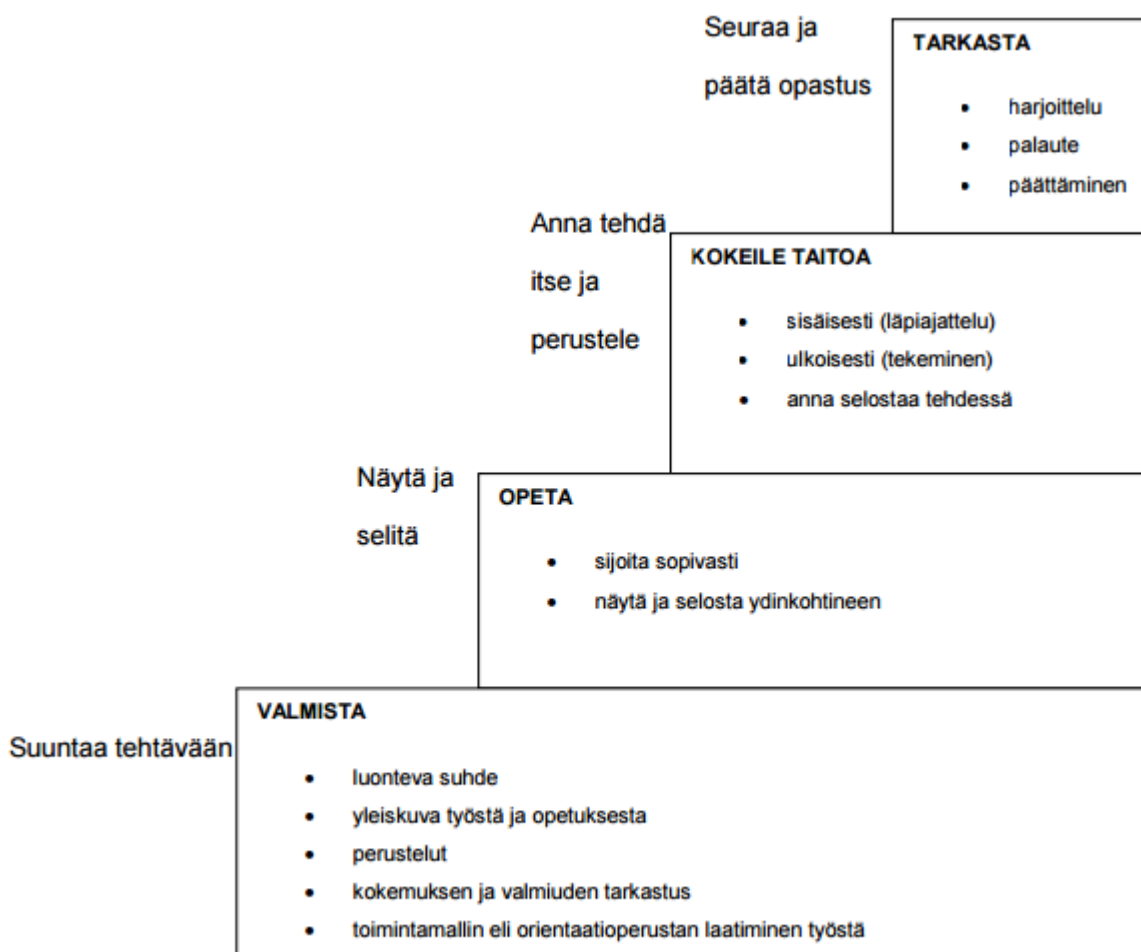 Seuraa ja
päätä opastus
TARKASTA
• harjoittelu
• palaute
• päättäminen
Anna tehdä
itse ja
perustele
KOKEILE TAITOA
• sisäisesti (läpiajattelu)
• ulkoisesti (tekeminen)
• anna selostaa tehdessä
Näytä ja
selitä
OPETA
• sijoita sopivasti
• näytä ja selosta ydinkohtineen
Suuntaa tehtävään
VALMISTA
• luonteva suhde
• yleiskuva työstä ja opetuksesta
• perustelut
• kokemuksen ja valmiuden tarkastus
• toimintamallin eli orientaatioperustan laatiminen työstä